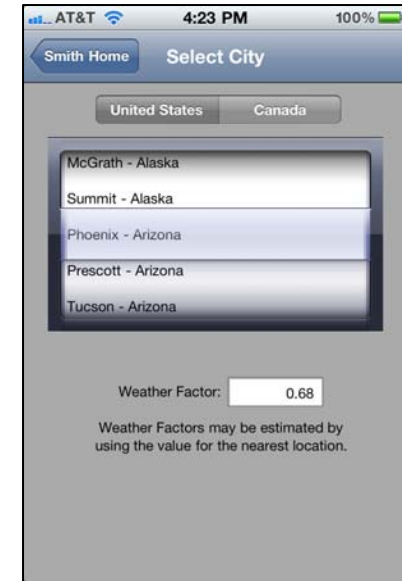 AT&T 4:23 PM 100%
Smith Home Select City
United States Canada
McGrath - Alaska
Summit - Alaska
Phoenix - Arizona
Prescott - Arizona
Tucson - Arizona
Weather Factor: 0.68
Weather Factors may be estimated by
using the value for the nearest location.